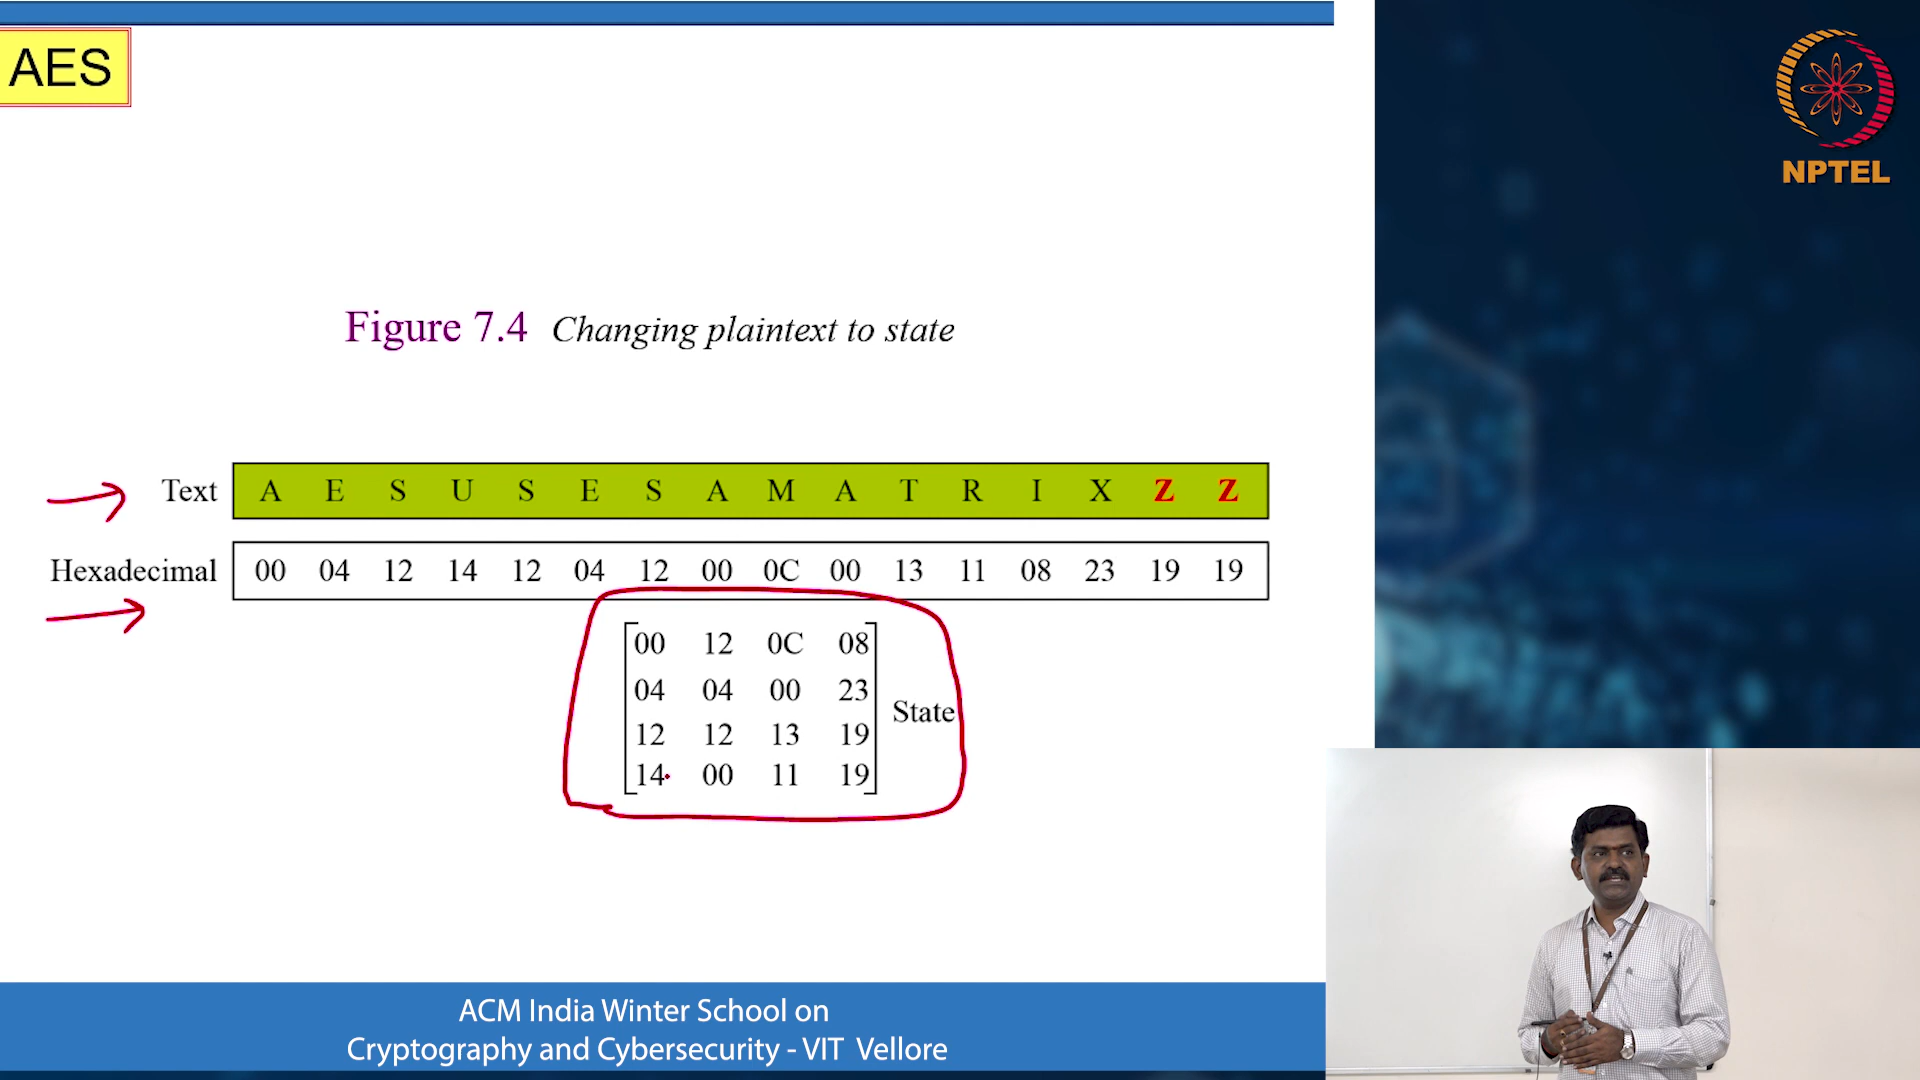 AES
NPTEL
Figure 7.4 Changing plaintext to state
Text A E S U S E S A M A T R I X Z Z
Hexadecimal 00 04 12 14 12 04 12 00 0C 00 13 11 08 23 19 19
00 12 0C 08
04 04 00 23
State
12 12 13 19
14 00 11 19
ACM India Winter School on
Cryptography and Cybersecurity - VIT Vellore